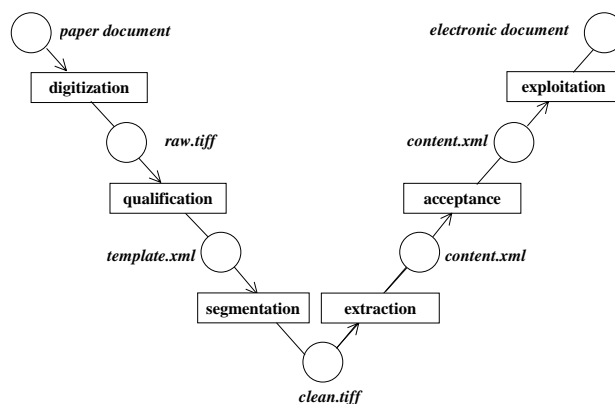 paper document
electronic document
digitization
exploitation
raw.tiff
content.xml
qualification
acceptance
template.xml
content.xml
segmentation
extraction
clean.tiff